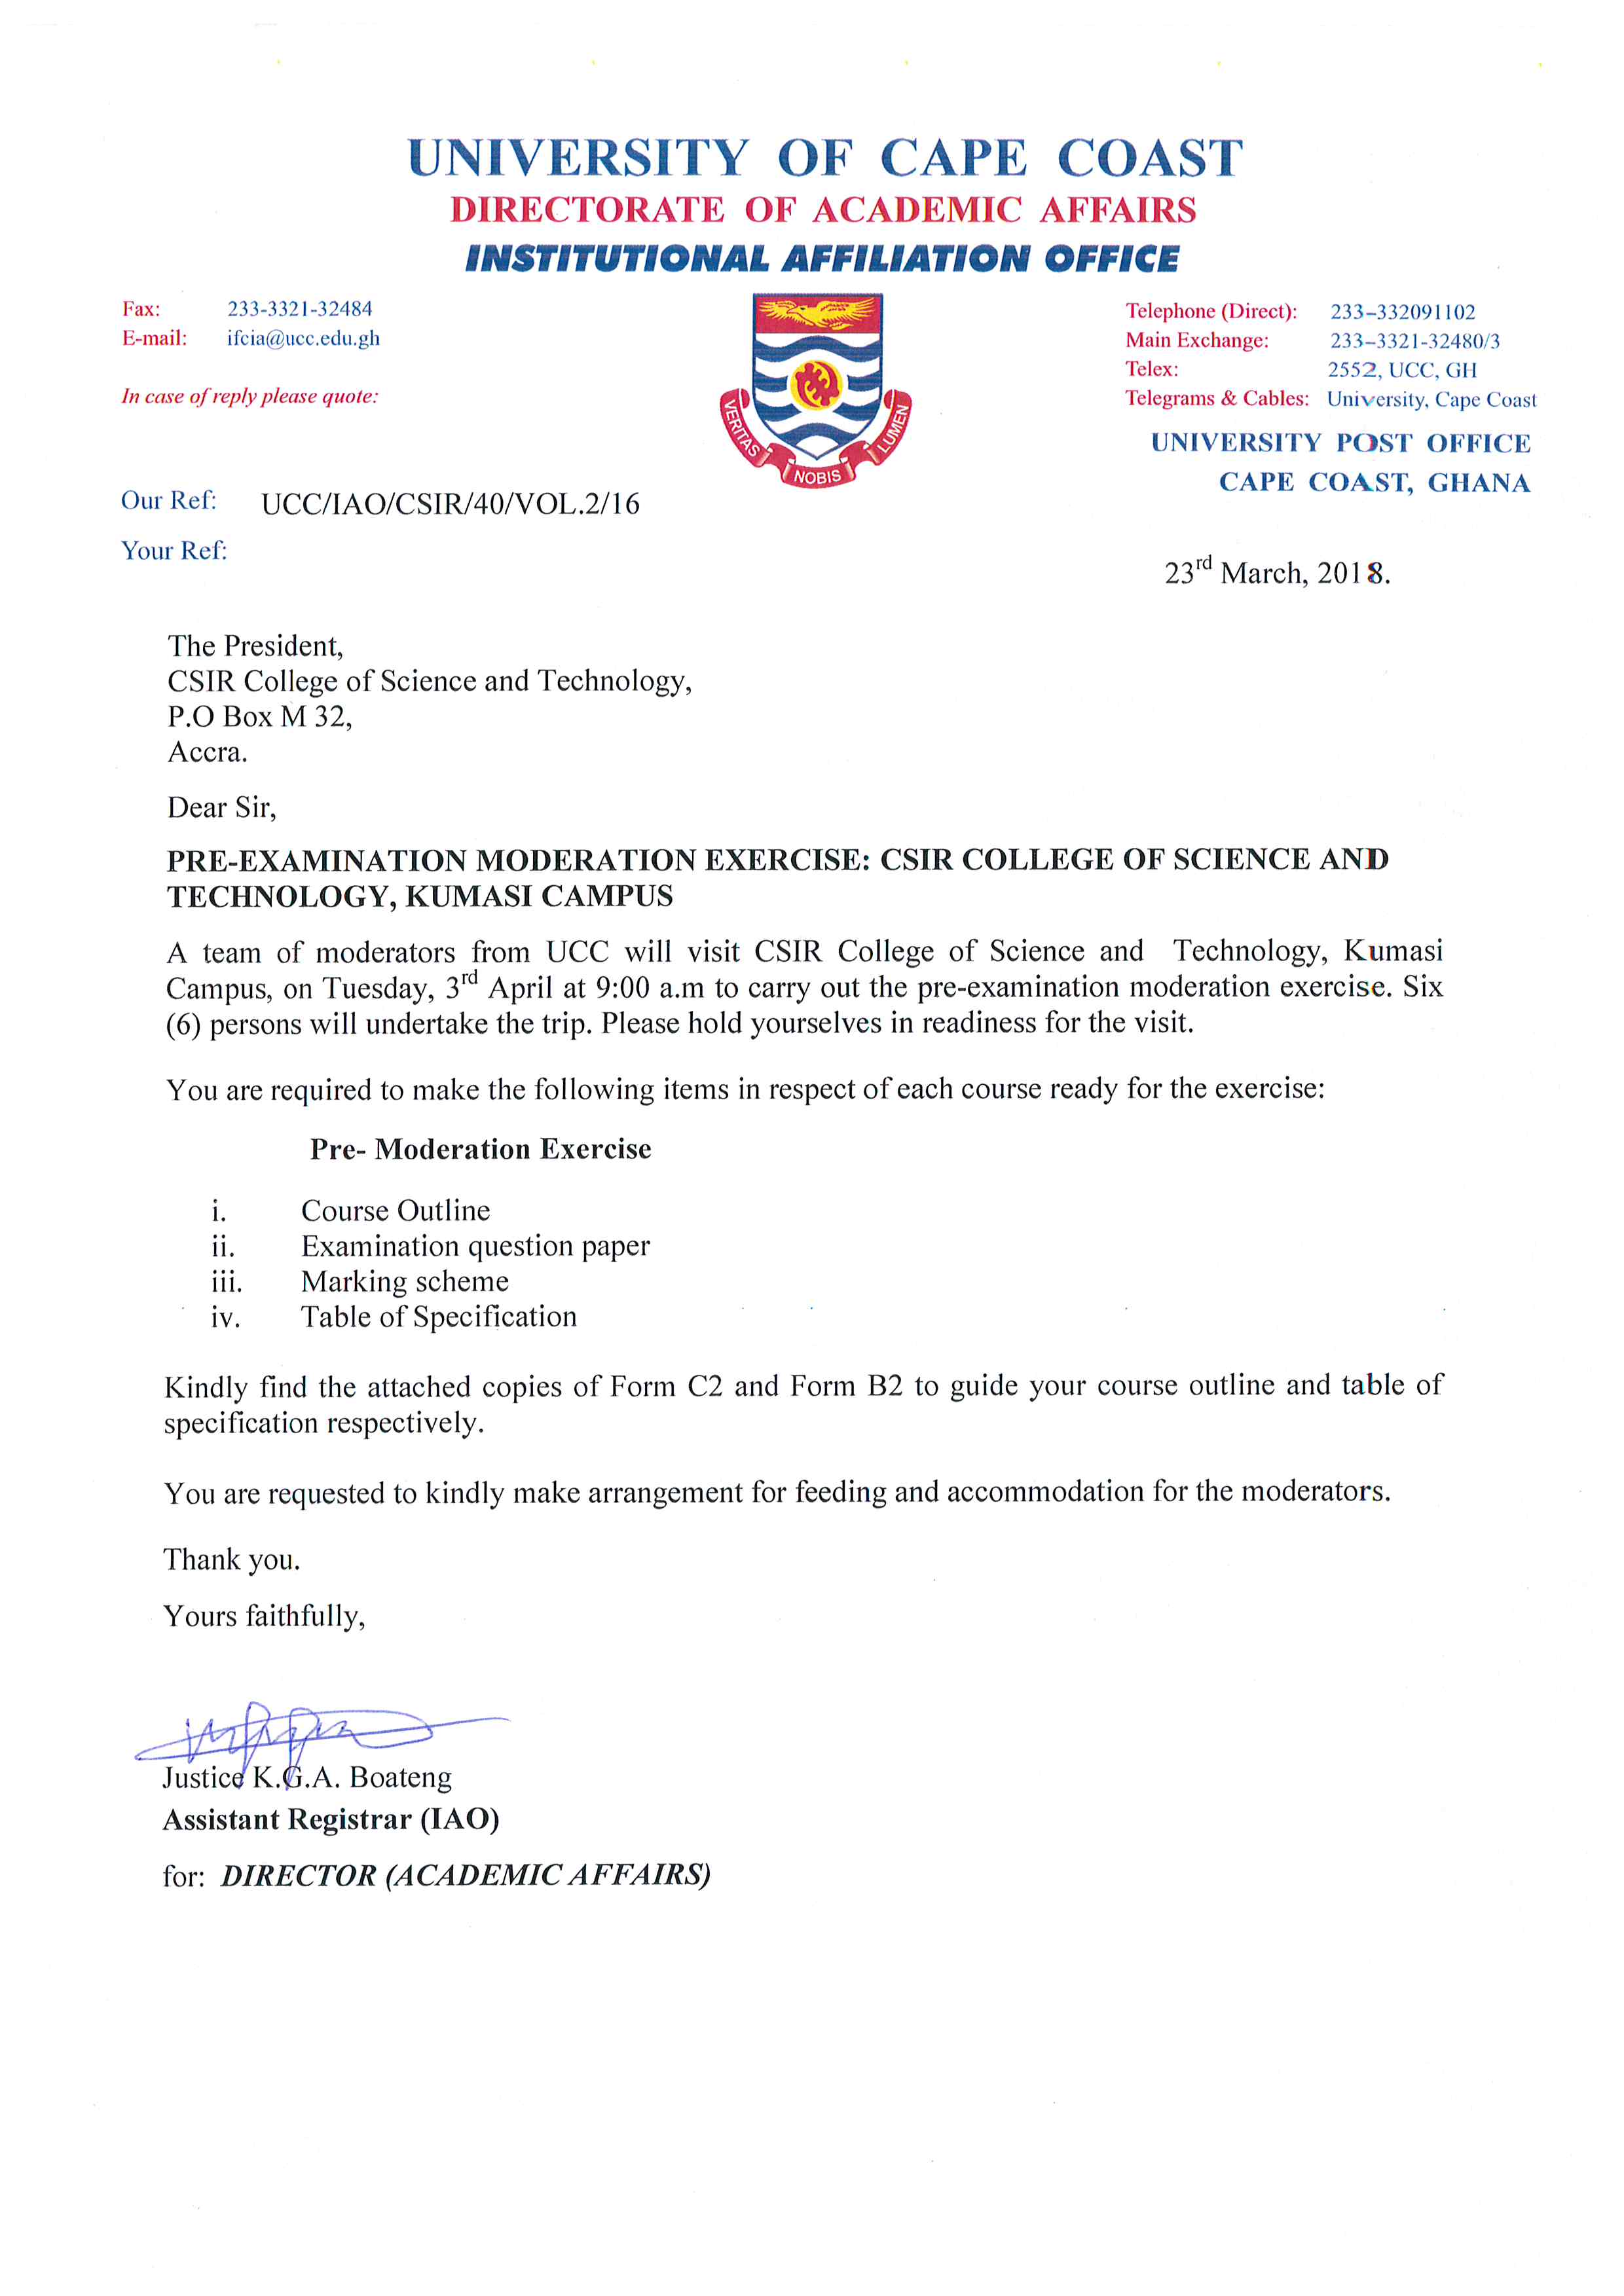 UNIVERSITY OF CAPE COAST
DIRECTORATE OF ACADEMIC AFFAIRS
INSTITUTIONAL AFFILIATION OFFICE
Fax: 233-3321-32484
E-mail: ifcia@ucc.edu.gh
In case of reply please quote:
Telephone (Direct): 233-332091102
Main Exchange: 233-3321-32480/3
Telex: 2552, UCC, GH
Telegrams & Cables: University, Cape Coast
UNIVERSITY POST OFFICE
CAPE COAST, GHANA
VERITAS NOBIS LUMEN
Our Ref: UCC/IAO/CSIR/40/VOL.2/16
Your Ref:
23rd March, 2018.
The President,
CSIR College of Science and Technology,
P.O Box M 32,
Accra.
Dear Sir,
PRE-EXAMINATION MODERATION EXERCISE: CSIR COLLEGE OF SCIENCE AND
TECHNOLOGY, KUMASI CAMPUS
A team of moderators from UCC will visit CSIR College of Science and Technology, Kumasi
Campus, on Tuesday, 3rd April at 9:00 a.m to carry out the pre-examination moderation exercise. Six
(6) persons will undertake the trip. Please hold yourselves in readiness for the visit.
You are required to make the following items in respect of each course ready for the exercise:
Pre- Moderation Exercise
i. Course Outline
ii. Examination question paper
iii. Marking scheme
iv. Table of Specification
Kindly find the attached copies of Form C2 and Form B2 to guide your course outline and table of
specification respectively.
You are requested to kindly make arrangement for feeding and accommodation for the moderators.
Thank you.
Yours faithfully,
Justice K.G.A. Boateng
Assistant Registrar (IAO)
for: DIRECTOR (ACADEMIC AFFAIRS)